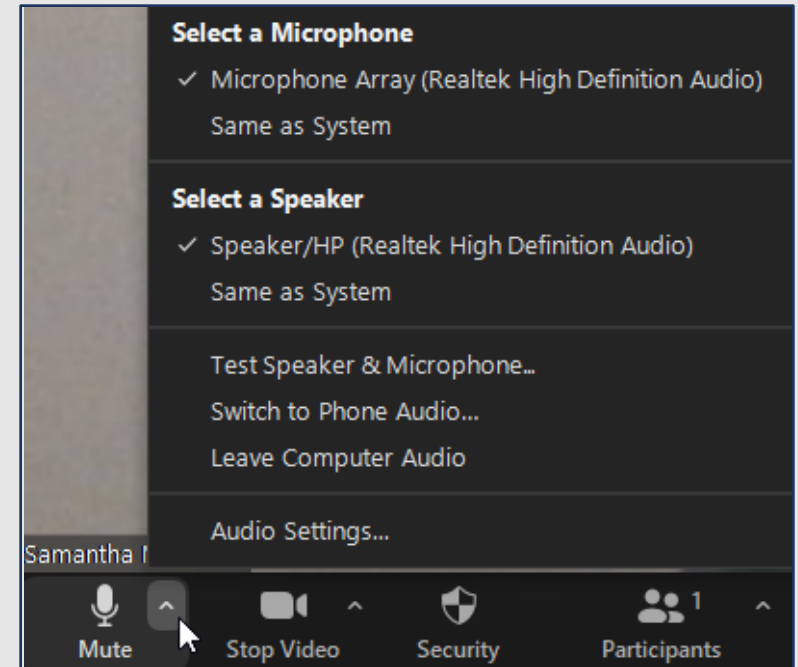 Select a Microphone
✓ Microphone Array (Realtek High Definition Audio)
Same as System
Select a Speaker
✓ Speaker/HP (Realtek High Definition Audio)
Same as System
Test Speaker & Microphone...
Switch to Phone Audio...
Leave Computer Audio
Audio Settings...
Samantha
1
Mute Stop Video Security Participants